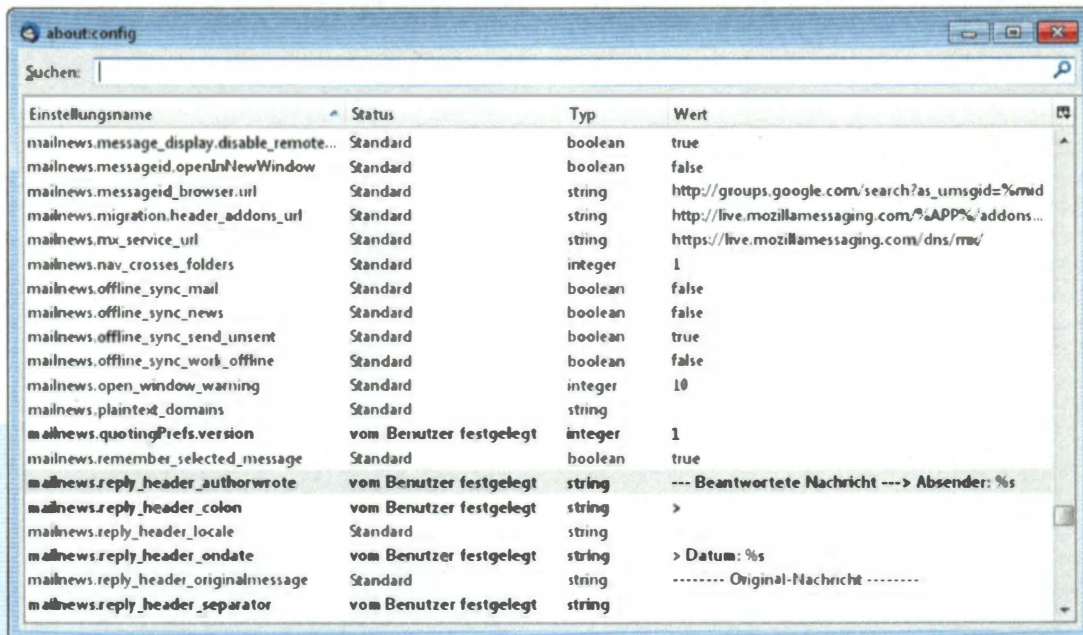 about:config
Suchen:
Einstellungsname Status Typ Wert
mailnews.message_display.disable_remote... Standard boolean true
mailnews.messageid.openInNewWindow Standard boolean false
mailnews.messageid_browser.url Standard string http://groups.google.com/search?as_umsgid=%mid
mailnews.migration.header_addons_url Standard string http://live.mozillamessaging.com/%APP%/addons...
mailnews.mx_service_url Standard string https://live.mozillamessaging.com/dns/mx/
mailnews.nav_crosses_folders Standard integer 1
mailnews.offline_sync_mail Standard boolean false
mailnews.offline_sync_news Standard boolean false
mailnews.offline_sync_send_unsent Standard boolean true
mailnews.offline_sync_work_offline Standard boolean false
mailnews.open_window_warning Standard integer 10
mailnews.plaintext_domains Standard string
mailnews.quotingPrefs.version vom Benutzer festgelegt integer 1
mailnews.remember_selected_message Standard boolean true
mailnews.reply_header_authorwrote vom Benutzer festgelegt string --- Beantwortete Nachricht ---> Absender: %s
mailnews.reply_header_colon vom Benutzer festgelegt string >
mailnews.reply_header_locale Standard string
mailnews.reply_header_ondate vom Benutzer festgelegt string > Datum: %s
mailnews.reply_header_originalmessage Standard string -------- Original-Nachricht --------
mailnews.reply_header_separator vom Benutzer festgelegt string